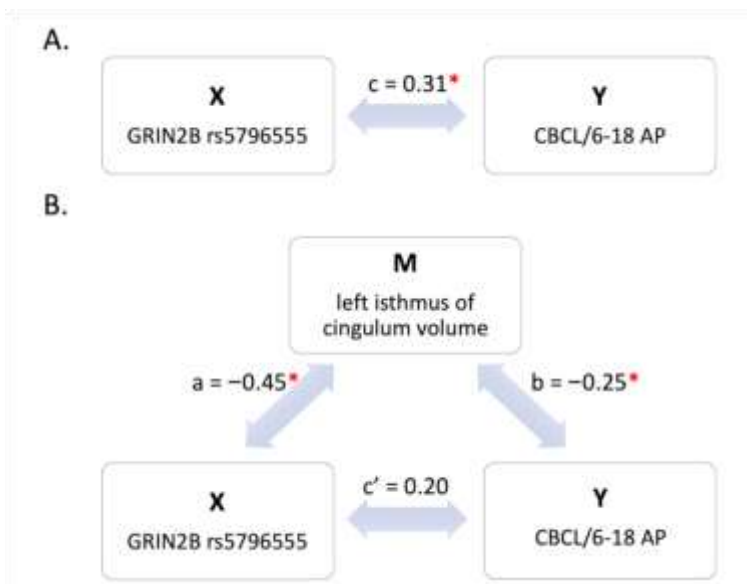 A.
X
GRIN2B rs5796555
c = 0.31*
Y
CBCL/6-18 AP
B.
M
left isthmus of
cingulum volume
a = −0.45*
b = −0.25*
X
GRIN2B rs5796555
c’ = 0.20
Y
CBCL/6-18 AP